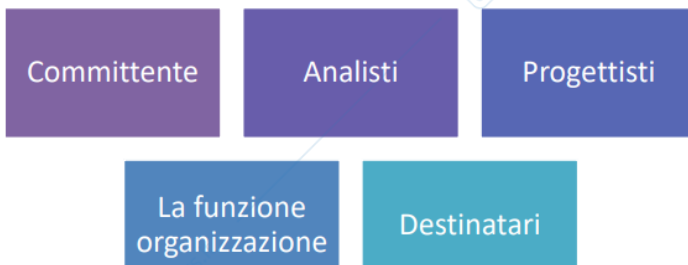 Committente
Analisti
Progettisti
La funzione
organizzazione
Destinatari